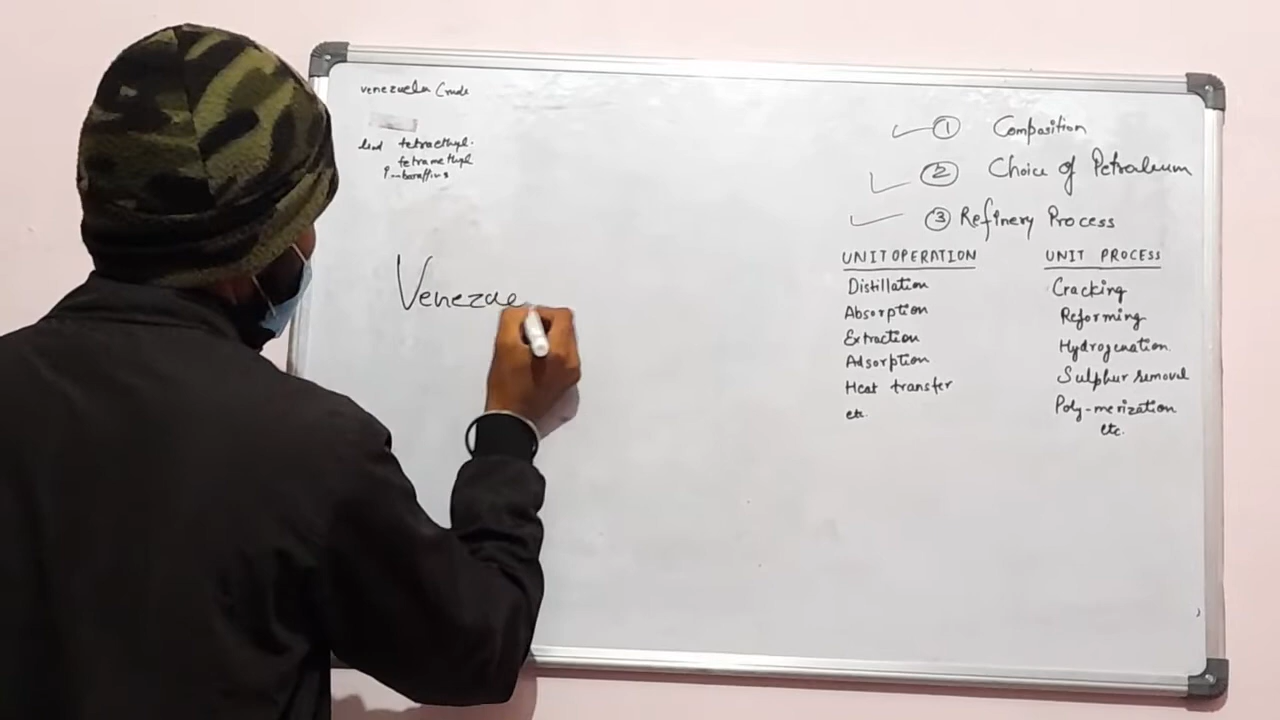 venezuela Crude
lead tetraethyl.
tetramethyl
Venezue
① Composition
② Choice of Petroleum
③ Refinery Process
UNIT OPERATION
Distillation
Absorption
Extraction
Adsorption
Heat transfer
etc.
UNIT PROCESS
Cracking
Reforming
Hydrogenation.
Sulphur removal
Poly-merization
etc.